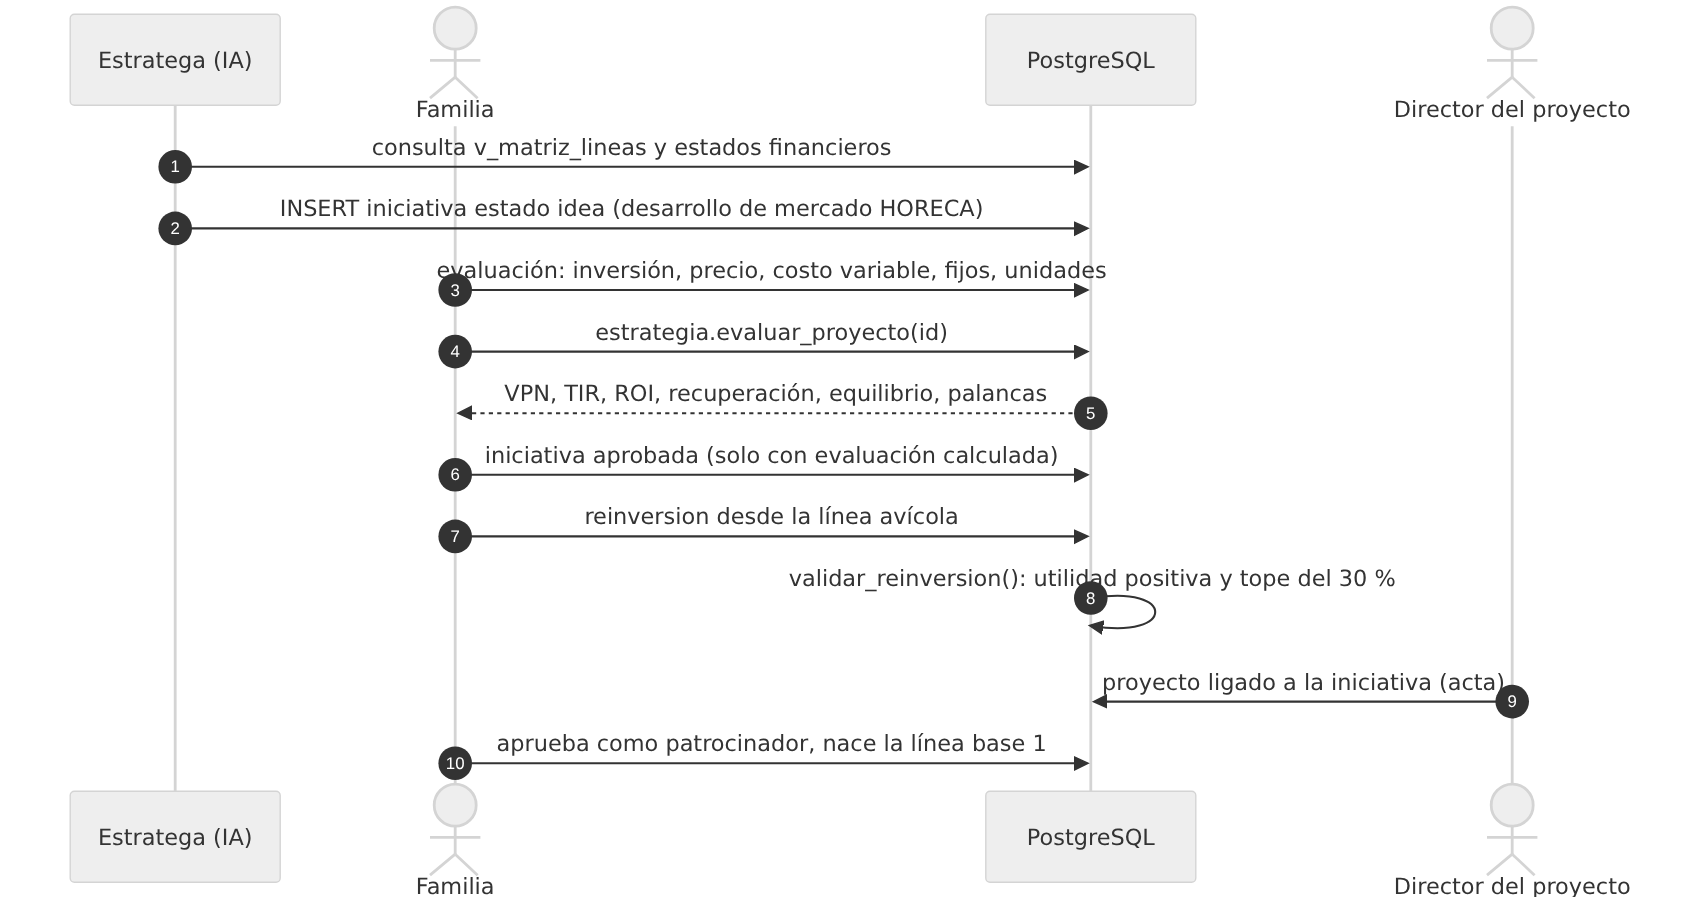 Estratega (IA)
Familia
PostgreSQL
Director del proyecto
consulta v_matriz_lineas y estados financieros
1
INSERT iniciativa estado idea (desarrollo de mercado HORECA)
2
evaluación: inversión, precio, costo variable, fijos, unidades
3
estrategia.evaluar_proyecto(id)
4
VPN, TIR, ROI, recuperación, equilibrio, palancas
5
iniciativa aprobada (solo con evaluación calculada)
6
reinversion desde la línea avícola
7
validar_reinversion(): utilidad positiva y tope del 30 %
8
proyecto ligado a la iniciativa (acta)
9
aprueba como patrocinador, nace la línea base 1
10
Estratega (IA)
Familia
PostgreSQL
Director del proyecto